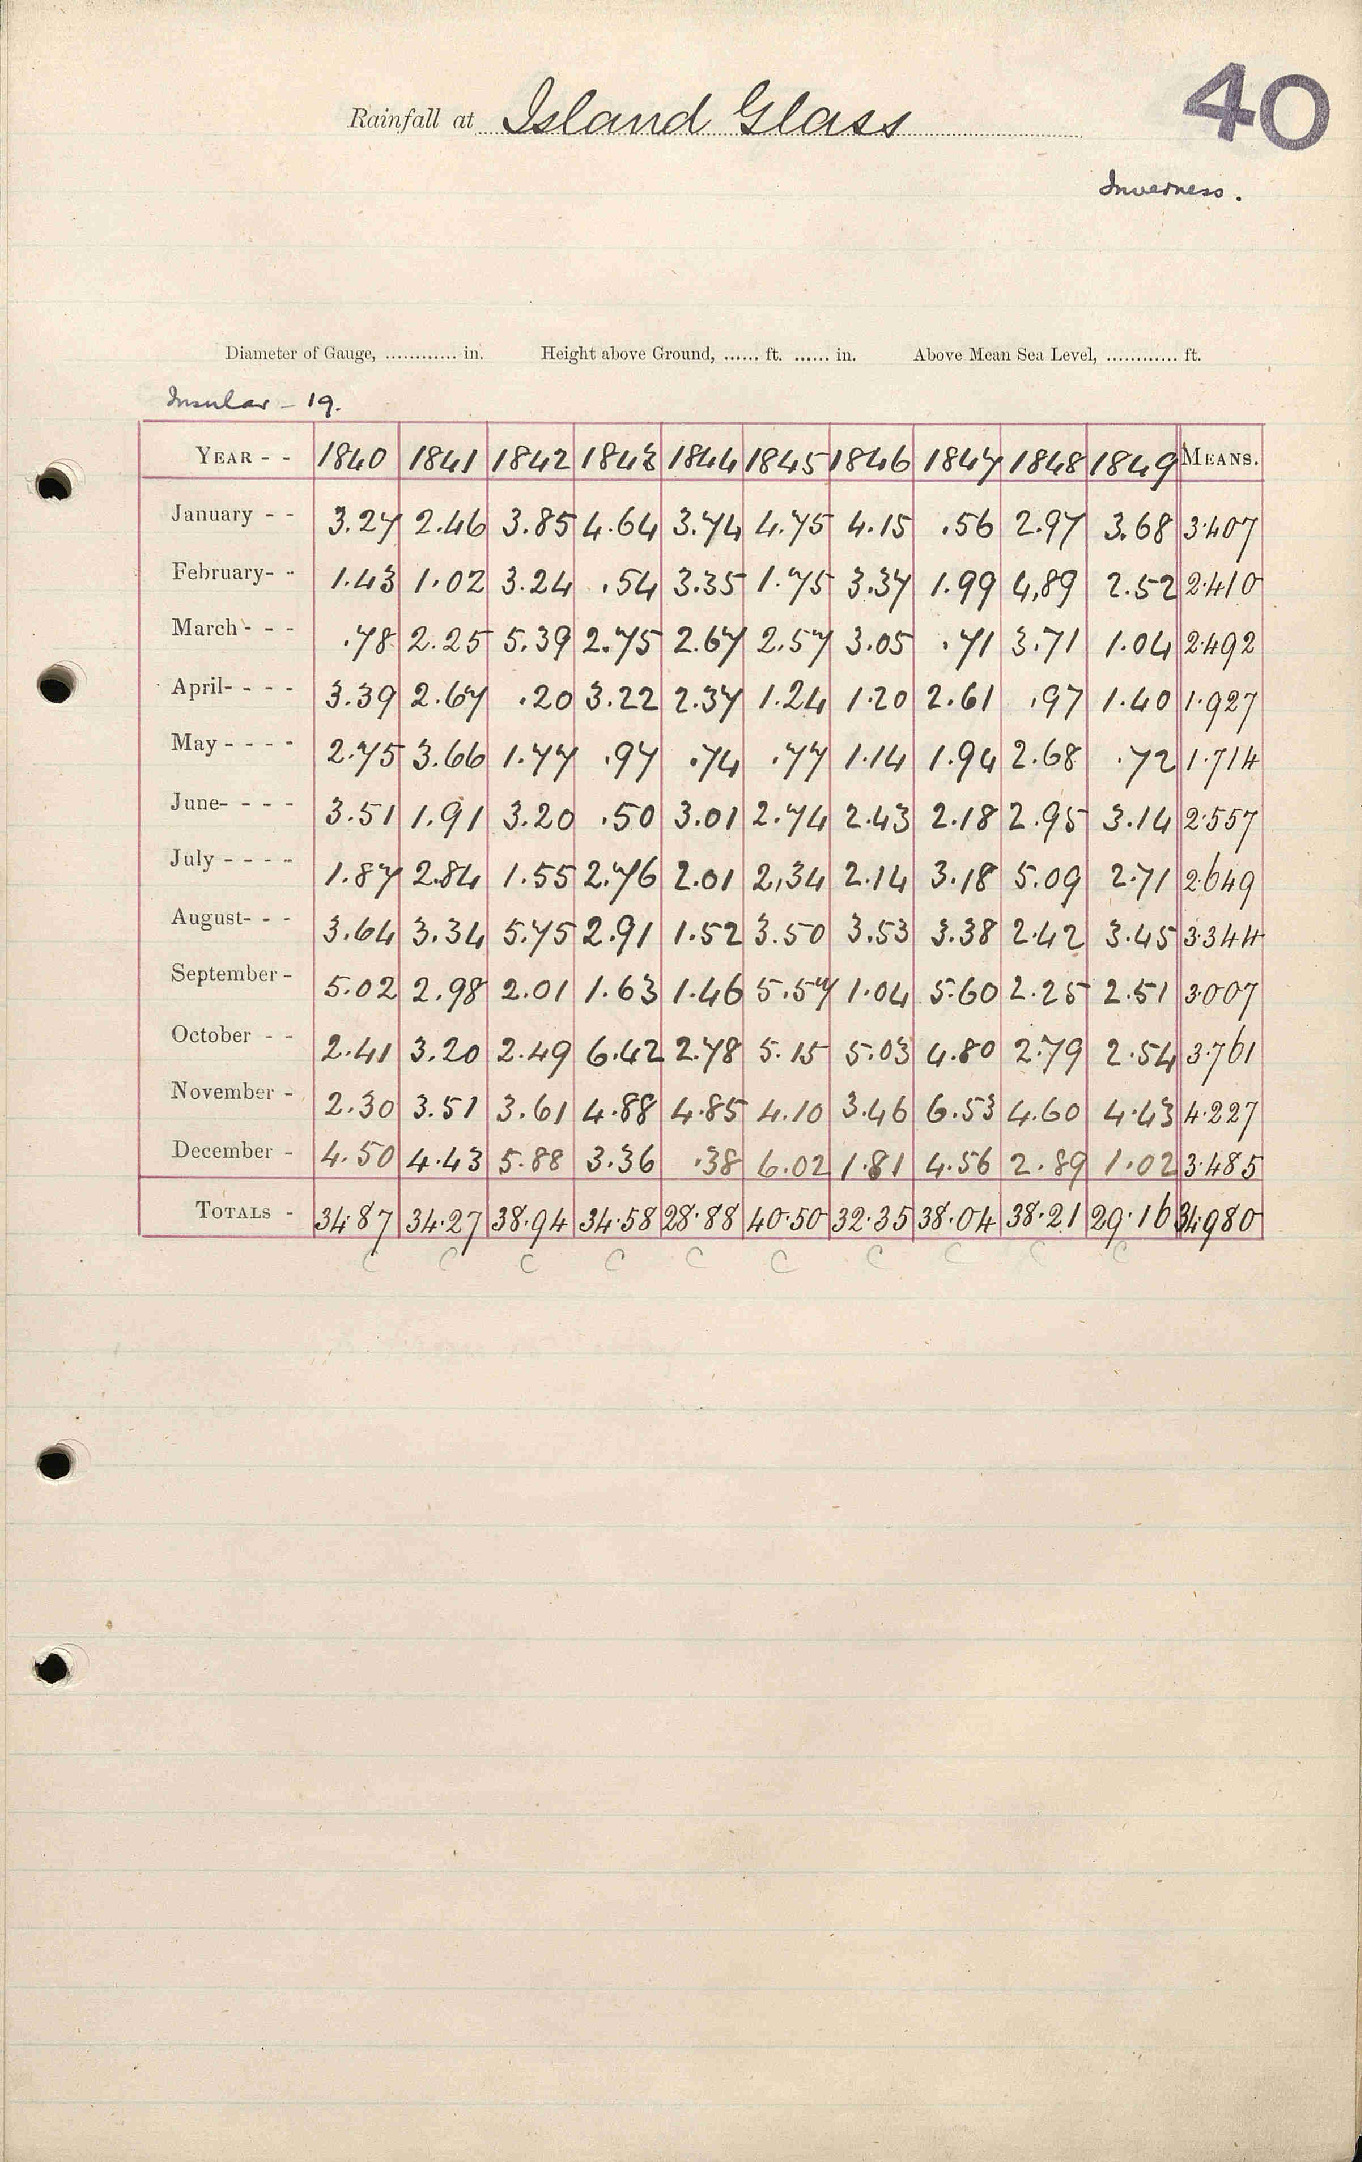 40
Rainfall at Island Glass
Inverness.
Diameter of Gauge, ............ in. Height above Ground, ...... ft. ...... in. Above Mean Sea Level, ............ ft.
Insular - 19.
YEAR - - 1840 1841 1842 1843 1844 1845 1846 1847 1848 1849 MEANS.
January - - 3.27 2.46 3.85 4.64 3.74 4.75 4.15 .56 2.97 3.68 3.407
February- - 1.43 1.02 3.24 .54 3.35 1.75 3.37 1.99 4.89 2.52 2.410
March - - - .78 2.25 5.39 2.75 2.67 2.57 3.05 .71 3.71 1.04 2.492
April- - - - 3.39 2.67 .20 3.22 2.37 1.24 1.20 2.61 .97 1.40 1.927
May - - - - 2.75 3.66 1.77 .97 .74 .77 1.14 1.94 2.68 .72 1.714
June- - - - 3.51 1.91 3.20 .50 3.01 2.74 2.43 2.18 2.95 3.14 2.557
July - - - - 1.87 2.84 1.55 2.76 2.01 2.34 2.14 3.18 5.09 2.71 2.649
August- - - 3.64 3.34 5.75 2.91 1.52 3.50 3.53 3.38 2.42 3.45 3.344
September - 5.02 2.98 2.01 1.63 1.46 5.57 1.04 5.60 2.25 2.51 3.007
October - - 2.41 3.20 2.49 6.42 2.78 5.15 5.03 4.80 2.79 2.54 3.761
November - 2.30 3.51 3.61 4.88 4.85 4.10 3.46 6.53 4.60 4.43 4.227
December - 4.50 4.43 5.88 3.36 .38 6.02 1.81 4.56 2.89 1.02 3.485
TOTALS - 34.87 34.27 38.94 34.58 28.88 40.50 32.35 38.04 38.21 29.16 34.980
C C C C C C C C C C